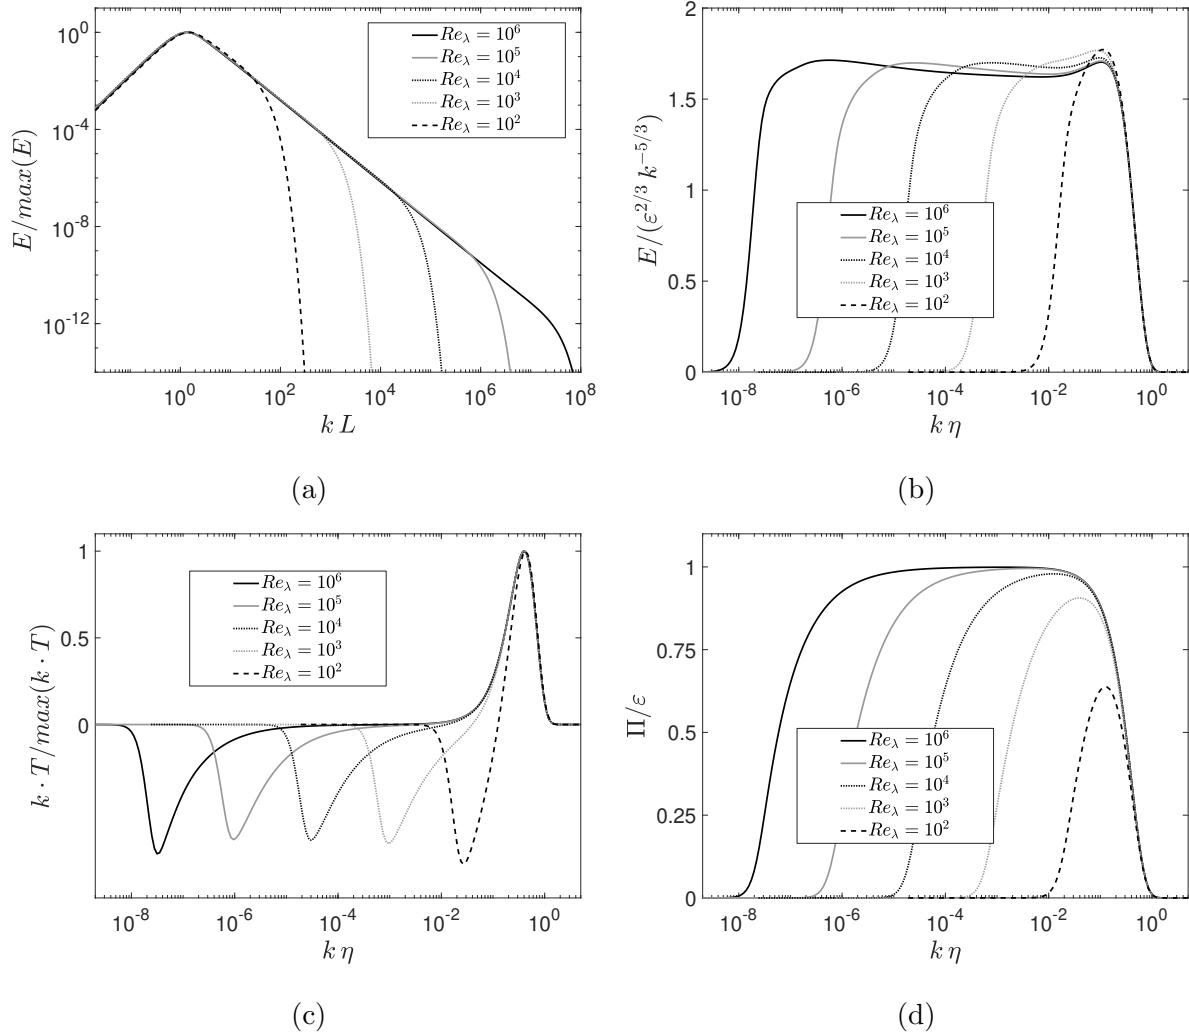 E/max(E)
10^0
10^-4
10^-8
10^-12
Re_λ = 10^6
Re_λ = 10^5
Re_λ = 10^4
Re_λ = 10^3
Re_λ = 10^2
10^0 10^2 10^4 10^6 10^8
k L
(a)
E/(ε^2/3 k^-5/3)
2
1.5
1
0.5
0
Re_λ = 10^6
Re_λ = 10^5
Re_λ = 10^4
Re_λ = 10^3
Re_λ = 10^2
10^-8 10^-6 10^-4 10^-2 10^0
k η
(b)
k · T/max(k · T)
1
0.5
0
Re_λ = 10^6
Re_λ = 10^5
Re_λ = 10^4
Re_λ = 10^3
Re_λ = 10^2
10^-8 10^-6 10^-4 10^-2 10^0
k η
(c)
Π/ε
1
0.75
0.5
0.25
0
Re_λ = 10^6
Re_λ = 10^5
Re_λ = 10^4
Re_λ = 10^3
Re_λ = 10^2
10^-8 10^-6 10^-4 10^-2 10^0
k η
(d)